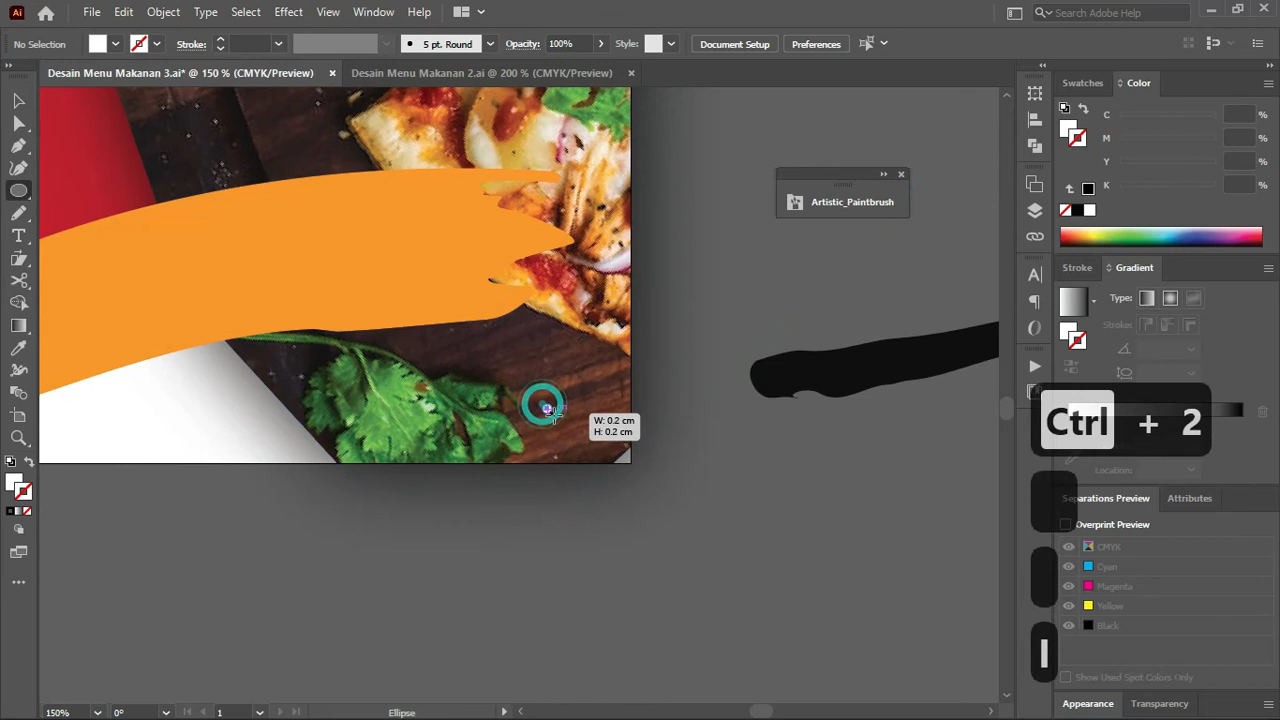 Ai File Edit Object Type Select Effect View Window Help Search Adobe Help
No Selection Stroke: 5 pt. Round Opacity: 100% Style: Document Setup Preferences
Desain Menu Makanan 3.ai* @ 150 % (CMYK/Preview) × Desain Menu Makanan 2.ai @ 200 % (CMYK/Preview) ×
Swatches Color
C %
M %
Y %
K %
Artistic_Paintbrush
Stroke Gradient
Type:
Stroke:
Ctrl + 2
W: 0.2 cm
H: 0.2 cm
Location:
Separations Preview Attributes
Overprint Preview
CMYK
Cyan
Magenta
Yellow
Black
Show Used Spot Colors Only
Appearance Transparency
150% 0° 1 Ellipse